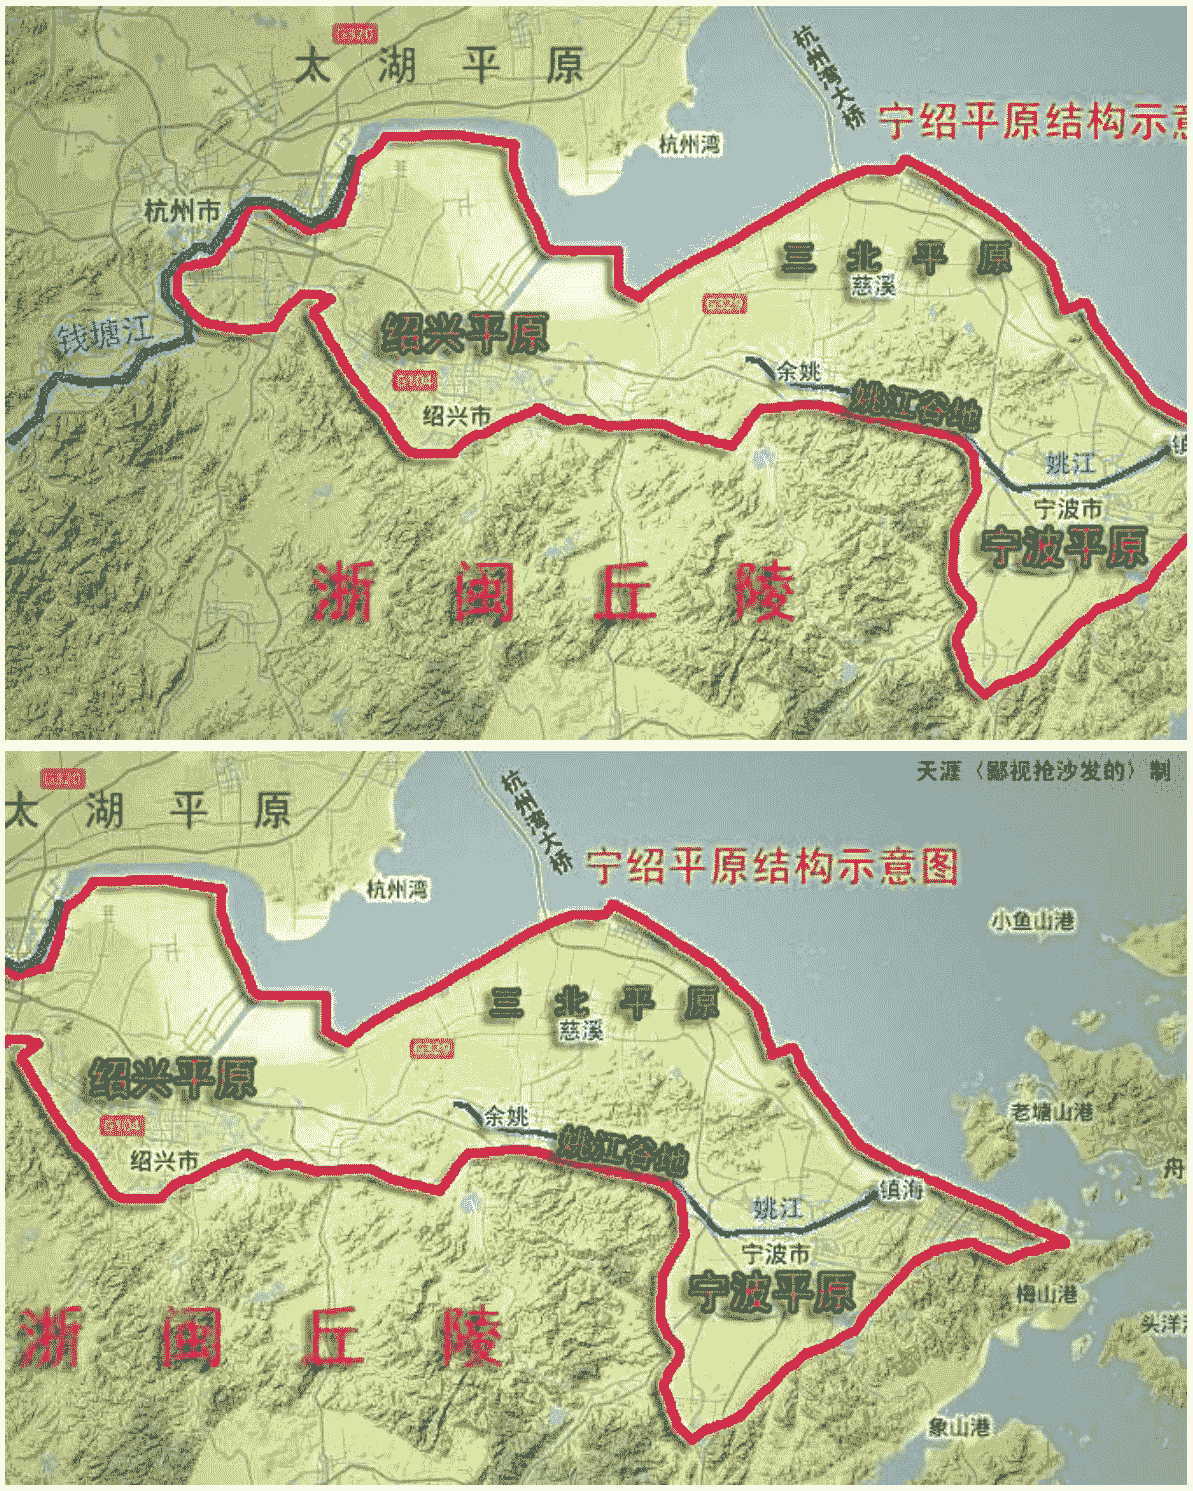 G320
太湖平原
杭州湾大桥
宁绍平原结构示意
杭州湾
杭州市
三北平原
慈溪
G329
钱塘江
绍兴平原
G104
余姚
姚江谷地
绍兴市
姚江
镇
宁波市
宁波平原
浙闽丘陵
天涯〈鄙视抢沙发的〉制
G320
太湖平原
杭州湾大桥
宁绍平原结构示意图
杭州湾
小鱼山港
三北平原
慈溪
G329
绍兴平原
老塘山港
G104
余姚
姚江谷地
绍兴市
舟
镇海
姚江
宁波市
宁波平原
梅山港
头洋
浙闽丘陵
象山港